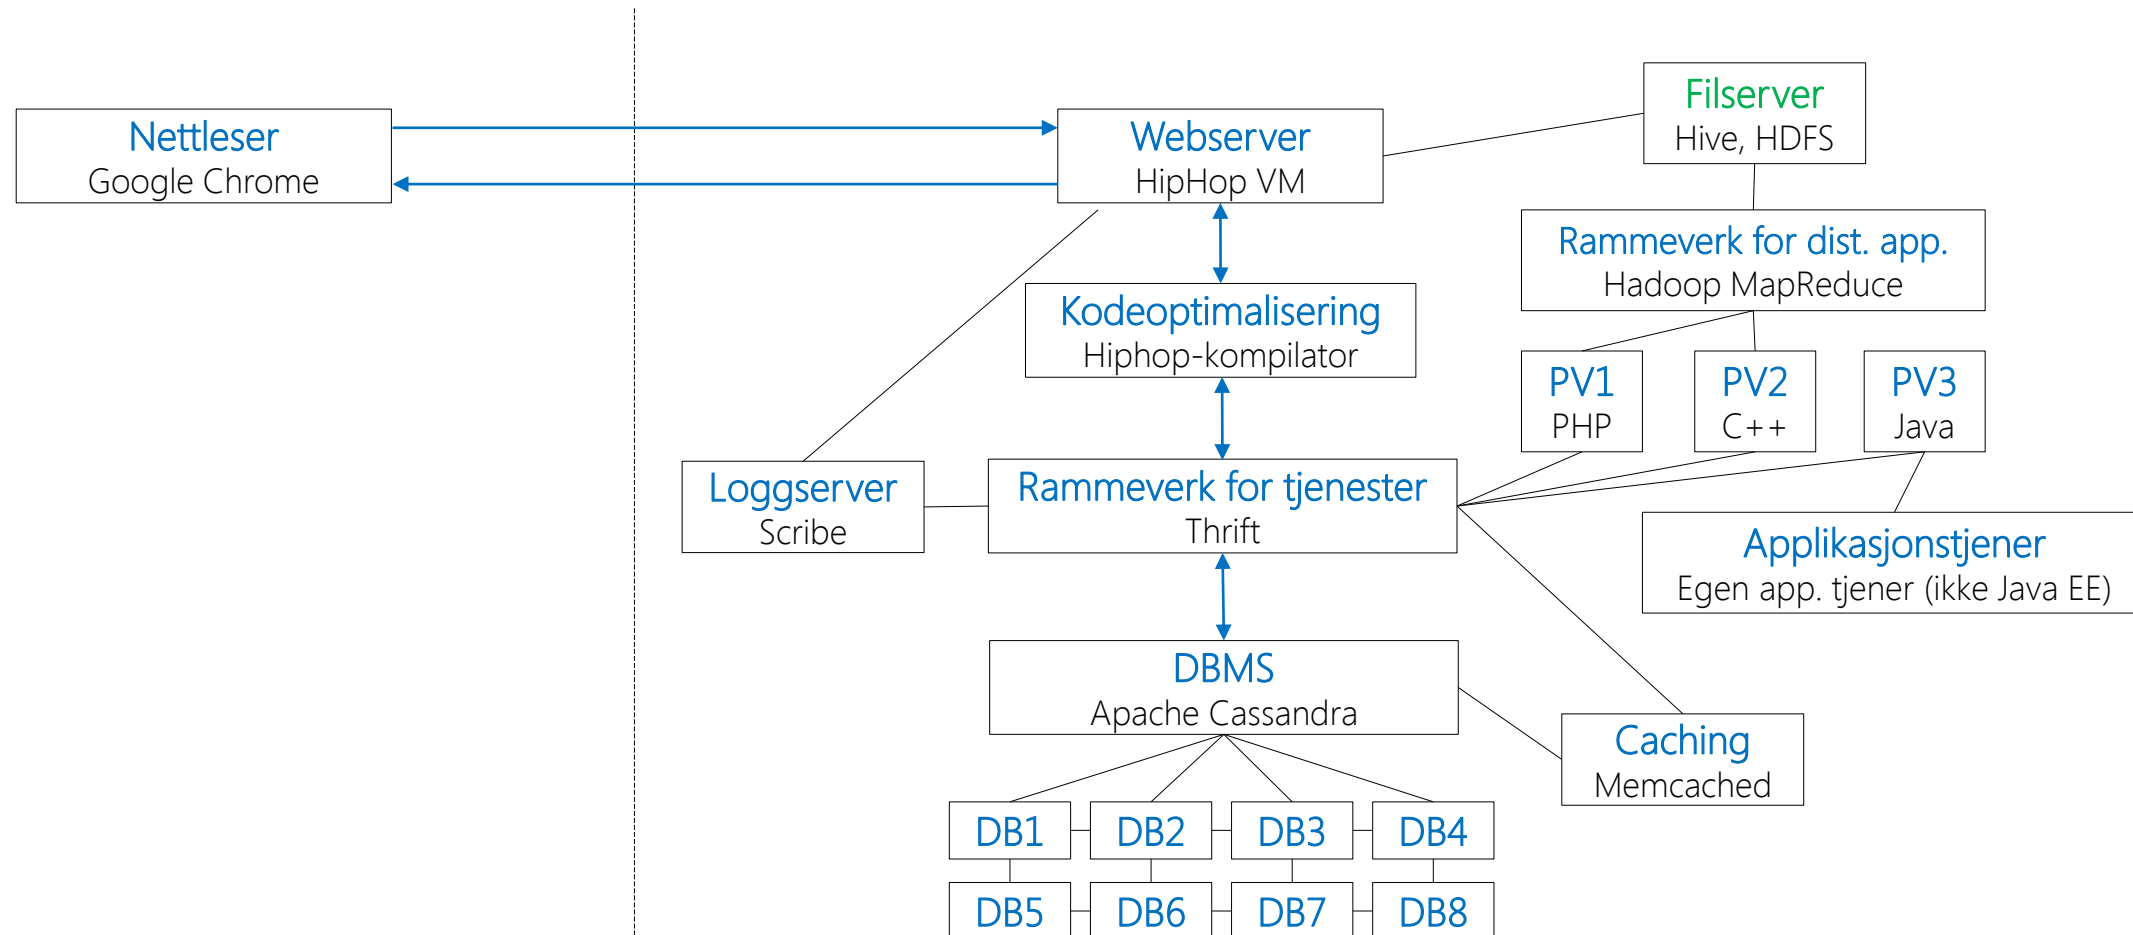 Nettleser
Google Chrome
Webserver
HipHop VM
Filserver
Hive, HDFS
Rammeverk for dist. app.
Hadoop MapReduce
Kodeoptimalisering
Hiphop-kompilator
PV1
PHP
PV2
C++
PV3
Java
Loggserver
Scribe
Rammeverk for tjenester
Thrift
Applikasjonstjener
Egen app. tjener (ikke Java EE)
DBMS
Apache Cassandra
Caching
Memcached
DB1
DB2
DB3
DB4
DB5
DB6
DB7
DB8